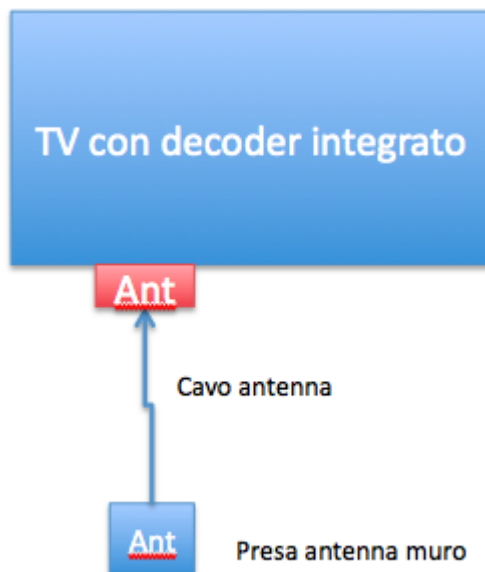 TV con decoder integrato
Ant
Cavo antenna
Ant
Presa antenna muro